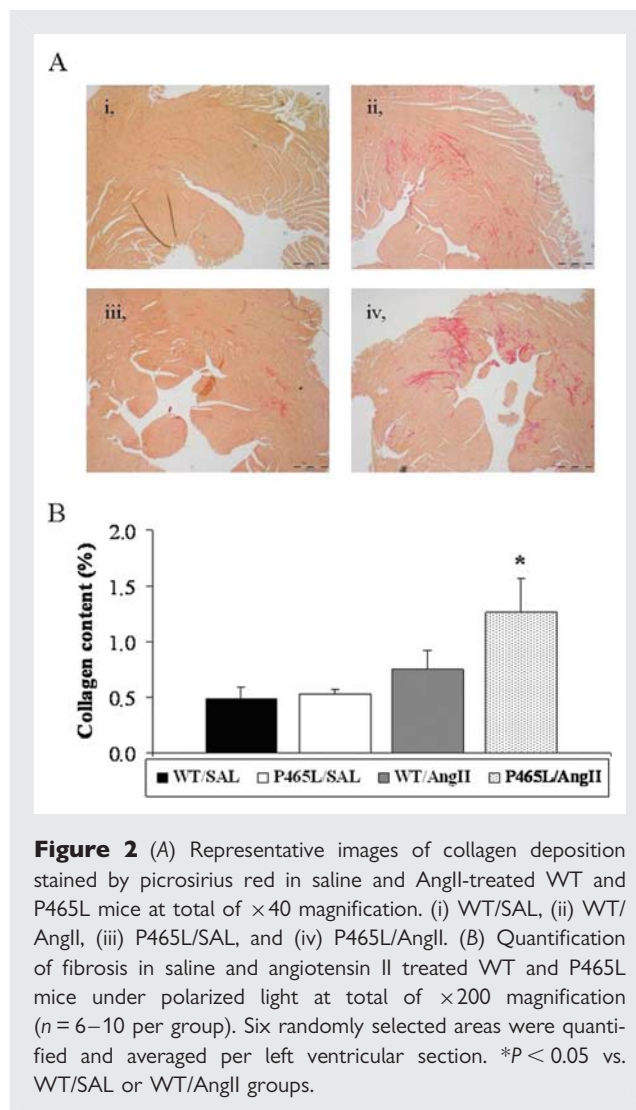 A
i,
ii,
iii,
iv,
B
Collagen content (%)
2.0
1.5
1.0
0.5
0.0
*
WT/SAL P465L/SAL WT/AngII P465L/AngII
Figure 2 (A) Representative images of collagen deposition
stained by picrosirius red in saline and AngII-treated WT and
P465L mice at total of ×40 magnification. (i) WT/SAL, (ii) WT/
AngII, (iii) P465L/SAL, and (iv) P465L/AngII. (B) Quantification
of fibrosis in saline and angiotensin II treated WT and P465L
mice under polarized light at total of ×200 magnification
(n = 6–10 per group). Six randomly selected areas were quanti-
fied and averaged per left ventricular section. *P < 0.05 vs.
WT/SAL or WT/AngII groups.